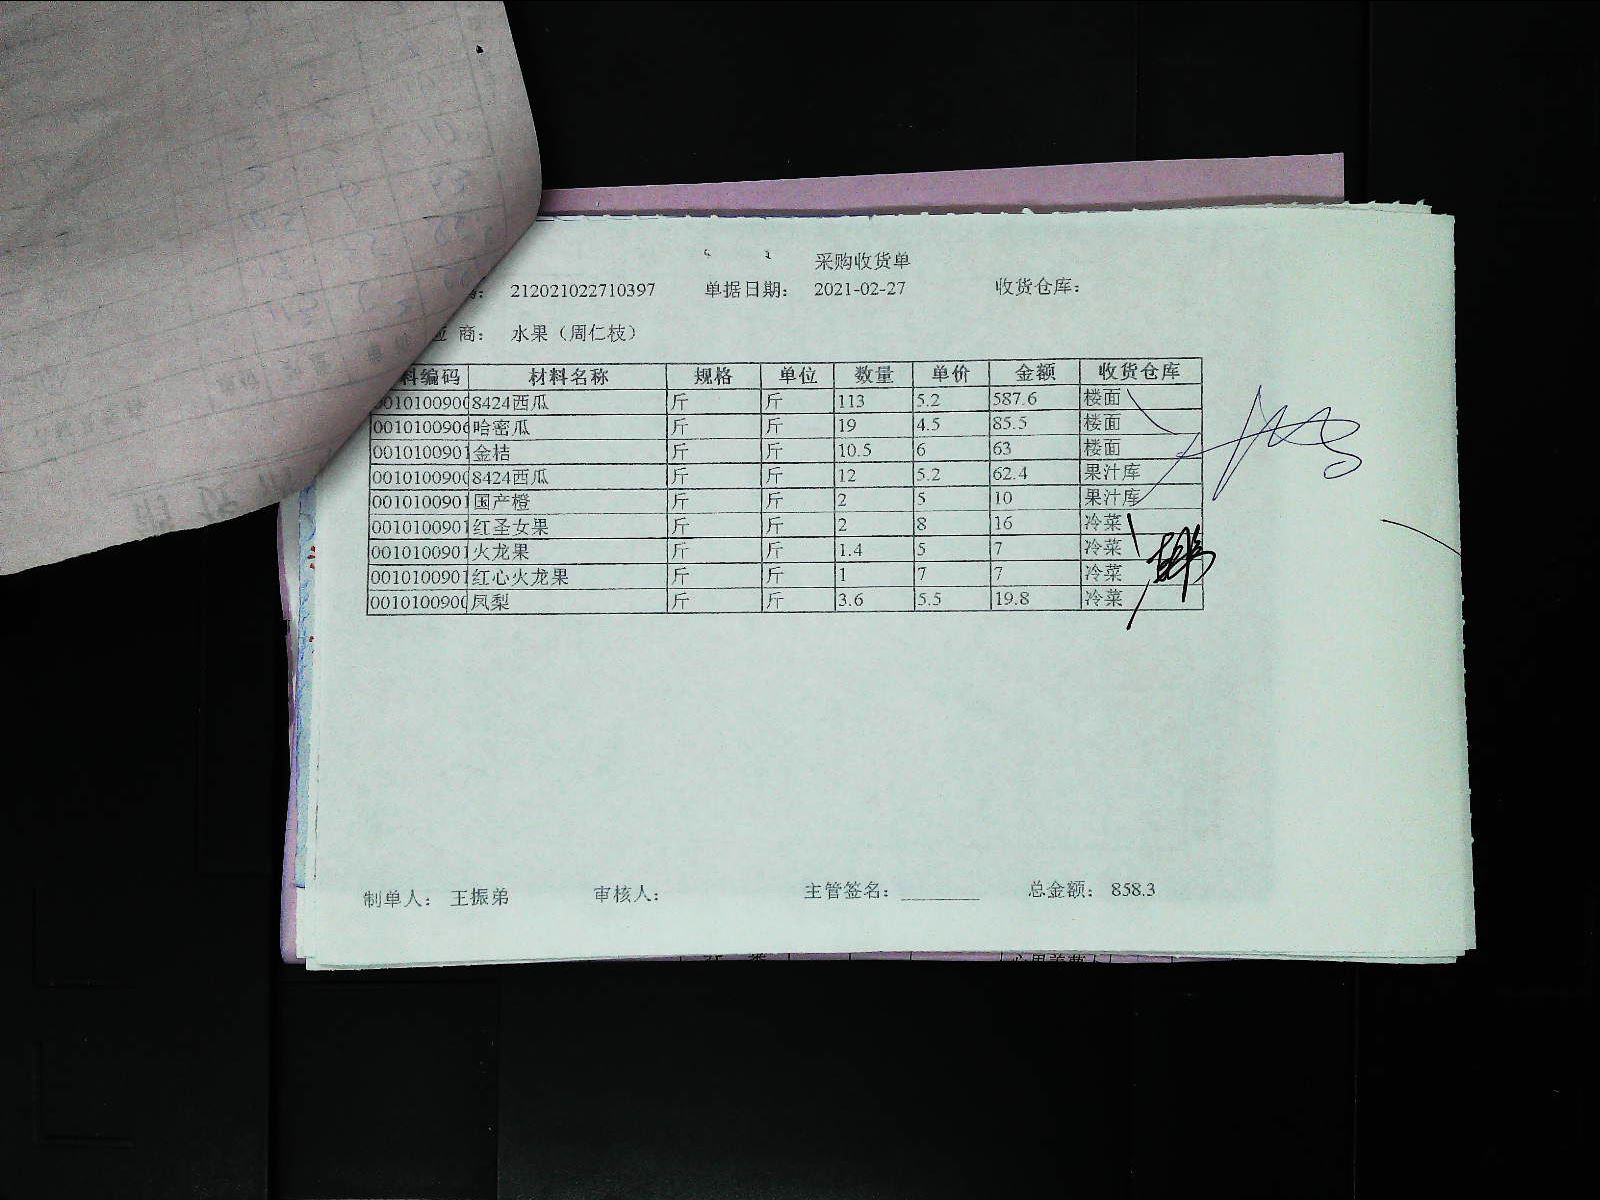 采购收货单
212021022710397 单据日期： 2021-02-27 收货仓库：
商： 水果（周仁枝）
料编码 材料名称 规格 单位 数量 单价 金额 收货仓库
0010100900 8424西瓜 斤 斤 113 5.2 587.6 楼面
0010100906 哈密瓜 斤 斤 19 4.5 85.5 楼面
0010100901 金桔 斤 斤 10.5 6 63 楼面
0010100900 8424西瓜 斤 斤 12 5.2 62.4 果汁库
0010100901 国产橙 斤 斤 2 5 10 果汁库
0010100901 红圣女果 斤 斤 2 8 16 冷菜
0010100901 火龙果 斤 斤 1.4 5 7 冷菜
0010100901 红心火龙果 斤 斤 1 7 7 冷菜
0010100900 凤梨 斤 斤 3.6 5.5 19.8 冷菜
制单人： 王振弟 审核人： 主管签名： 总金额： 858.3